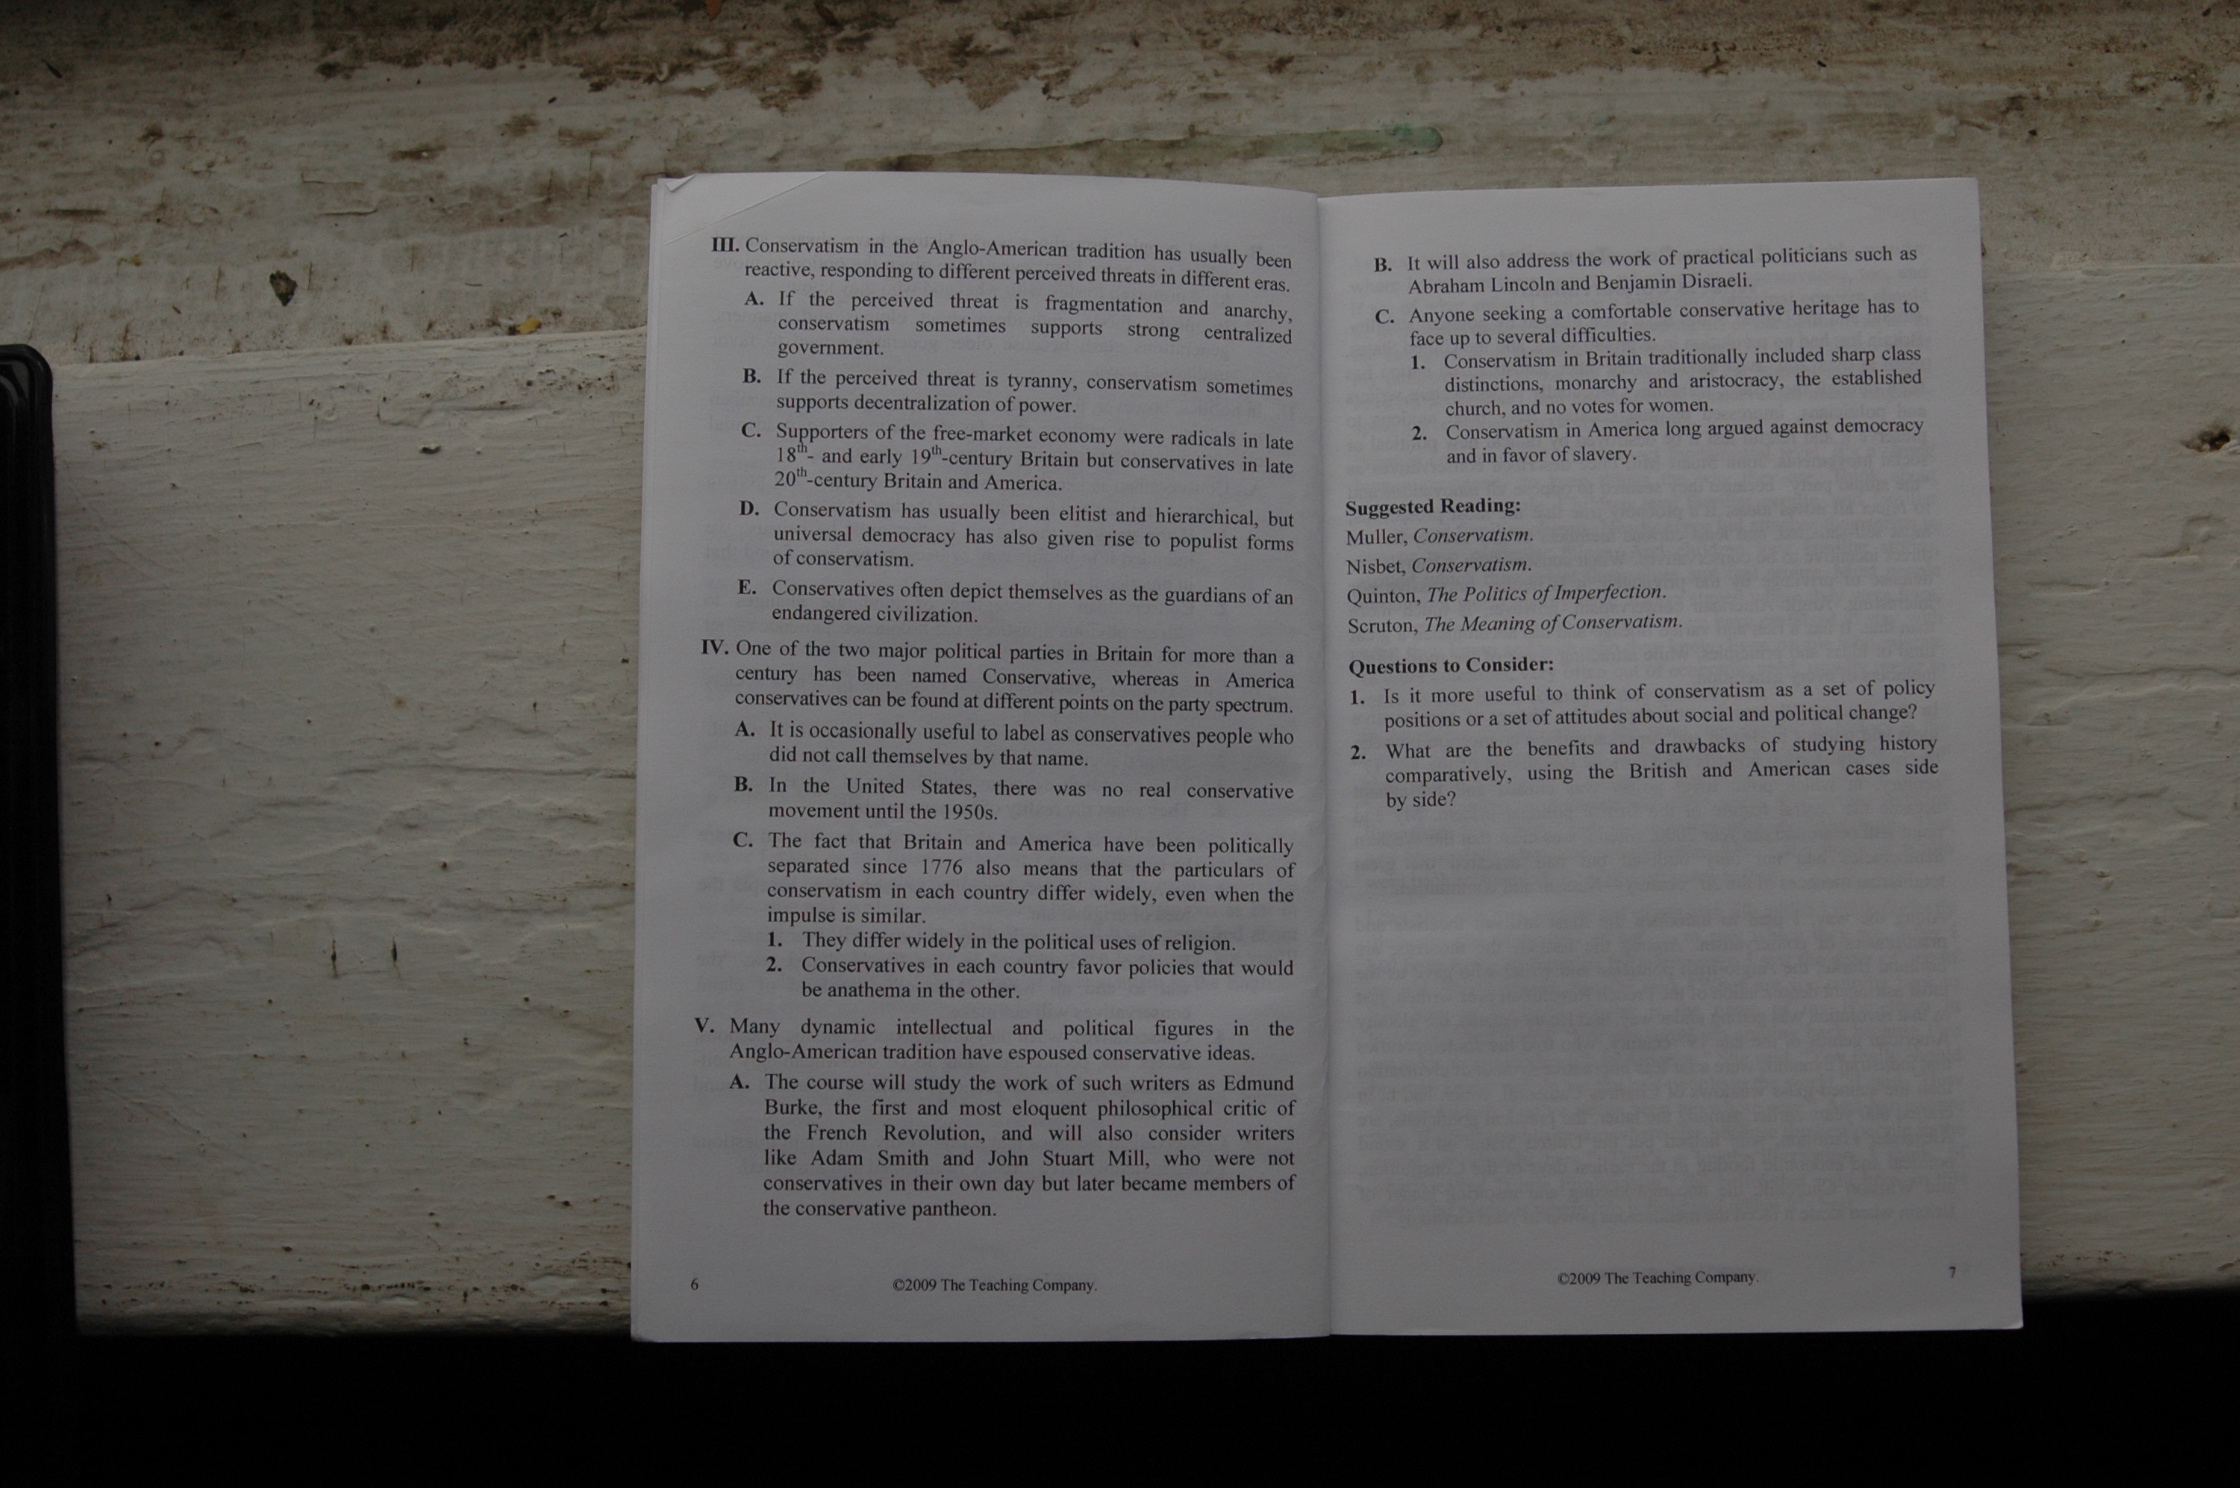 III. Conservatism in the Anglo-American tradition has usually been
reactive, responding to different perceived threats in different eras.
A. If the perceived threat is fragmentation and anarchy,
conservatism sometimes supports strong centralized
government.
B. If the perceived threat is tyranny, conservatism sometimes
supports decentralization of power.
C. Supporters of the free-market economy were radicals in late
18th- and early 19th-century Britain but conservatives in late
20th-century Britain and America.
D. Conservatism has usually been elitist and hierarchical, but
universal democracy has also given rise to populist forms
of conservatism.
E. Conservatives often depict themselves as the guardians of an
endangered civilization.
IV. One of the two major political parties in Britain for more than a
century has been named Conservative, whereas in America
conservatives can be found at different points on the party spectrum.
A. It is occasionally useful to label as conservatives people who
did not call themselves by that name.
B. In the United States, there was no real conservative
movement until the 1950s.
C. The fact that Britain and America have been politically
separated since 1776 also means that the particulars of
conservatism in each country differ widely, even when the
impulse is similar.
1. They differ widely in the political uses of religion.
2. Conservatives in each country favor policies that would
be anathema in the other.
V. Many dynamic intellectual and political figures in the
Anglo-American tradition have espoused conservative ideas.
A. The course will study the work of such writers as Edmund
Burke, the first and most eloquent philosophical critic of
the French Revolution, and will also consider writers
like Adam Smith and John Stuart Mill, who were not
conservatives in their own day but later became members of
the conservative pantheon.
6 ©2009 The Teaching Company.
B. It will also address the work of practical politicians such as
Abraham Lincoln and Benjamin Disraeli.
C. Anyone seeking a comfortable conservative heritage has to
face up to several difficulties.
1. Conservatism in Britain traditionally included sharp class
distinctions, monarchy and aristocracy, the established
church, and no votes for women.
2. Conservatism in America long argued against democracy
and in favor of slavery.
Suggested Reading:
Muller, Conservatism.
Nisbet, Conservatism.
Quinton, The Politics of Imperfection.
Scruton, The Meaning of Conservatism.
Questions to Consider:
1. Is it more useful to think of conservatism as a set of policy
positions or a set of attitudes about social and political change?
2. What are the benefits and drawbacks of studying history
comparatively, using the British and American cases side
by side?
©2009 The Teaching Company. 7